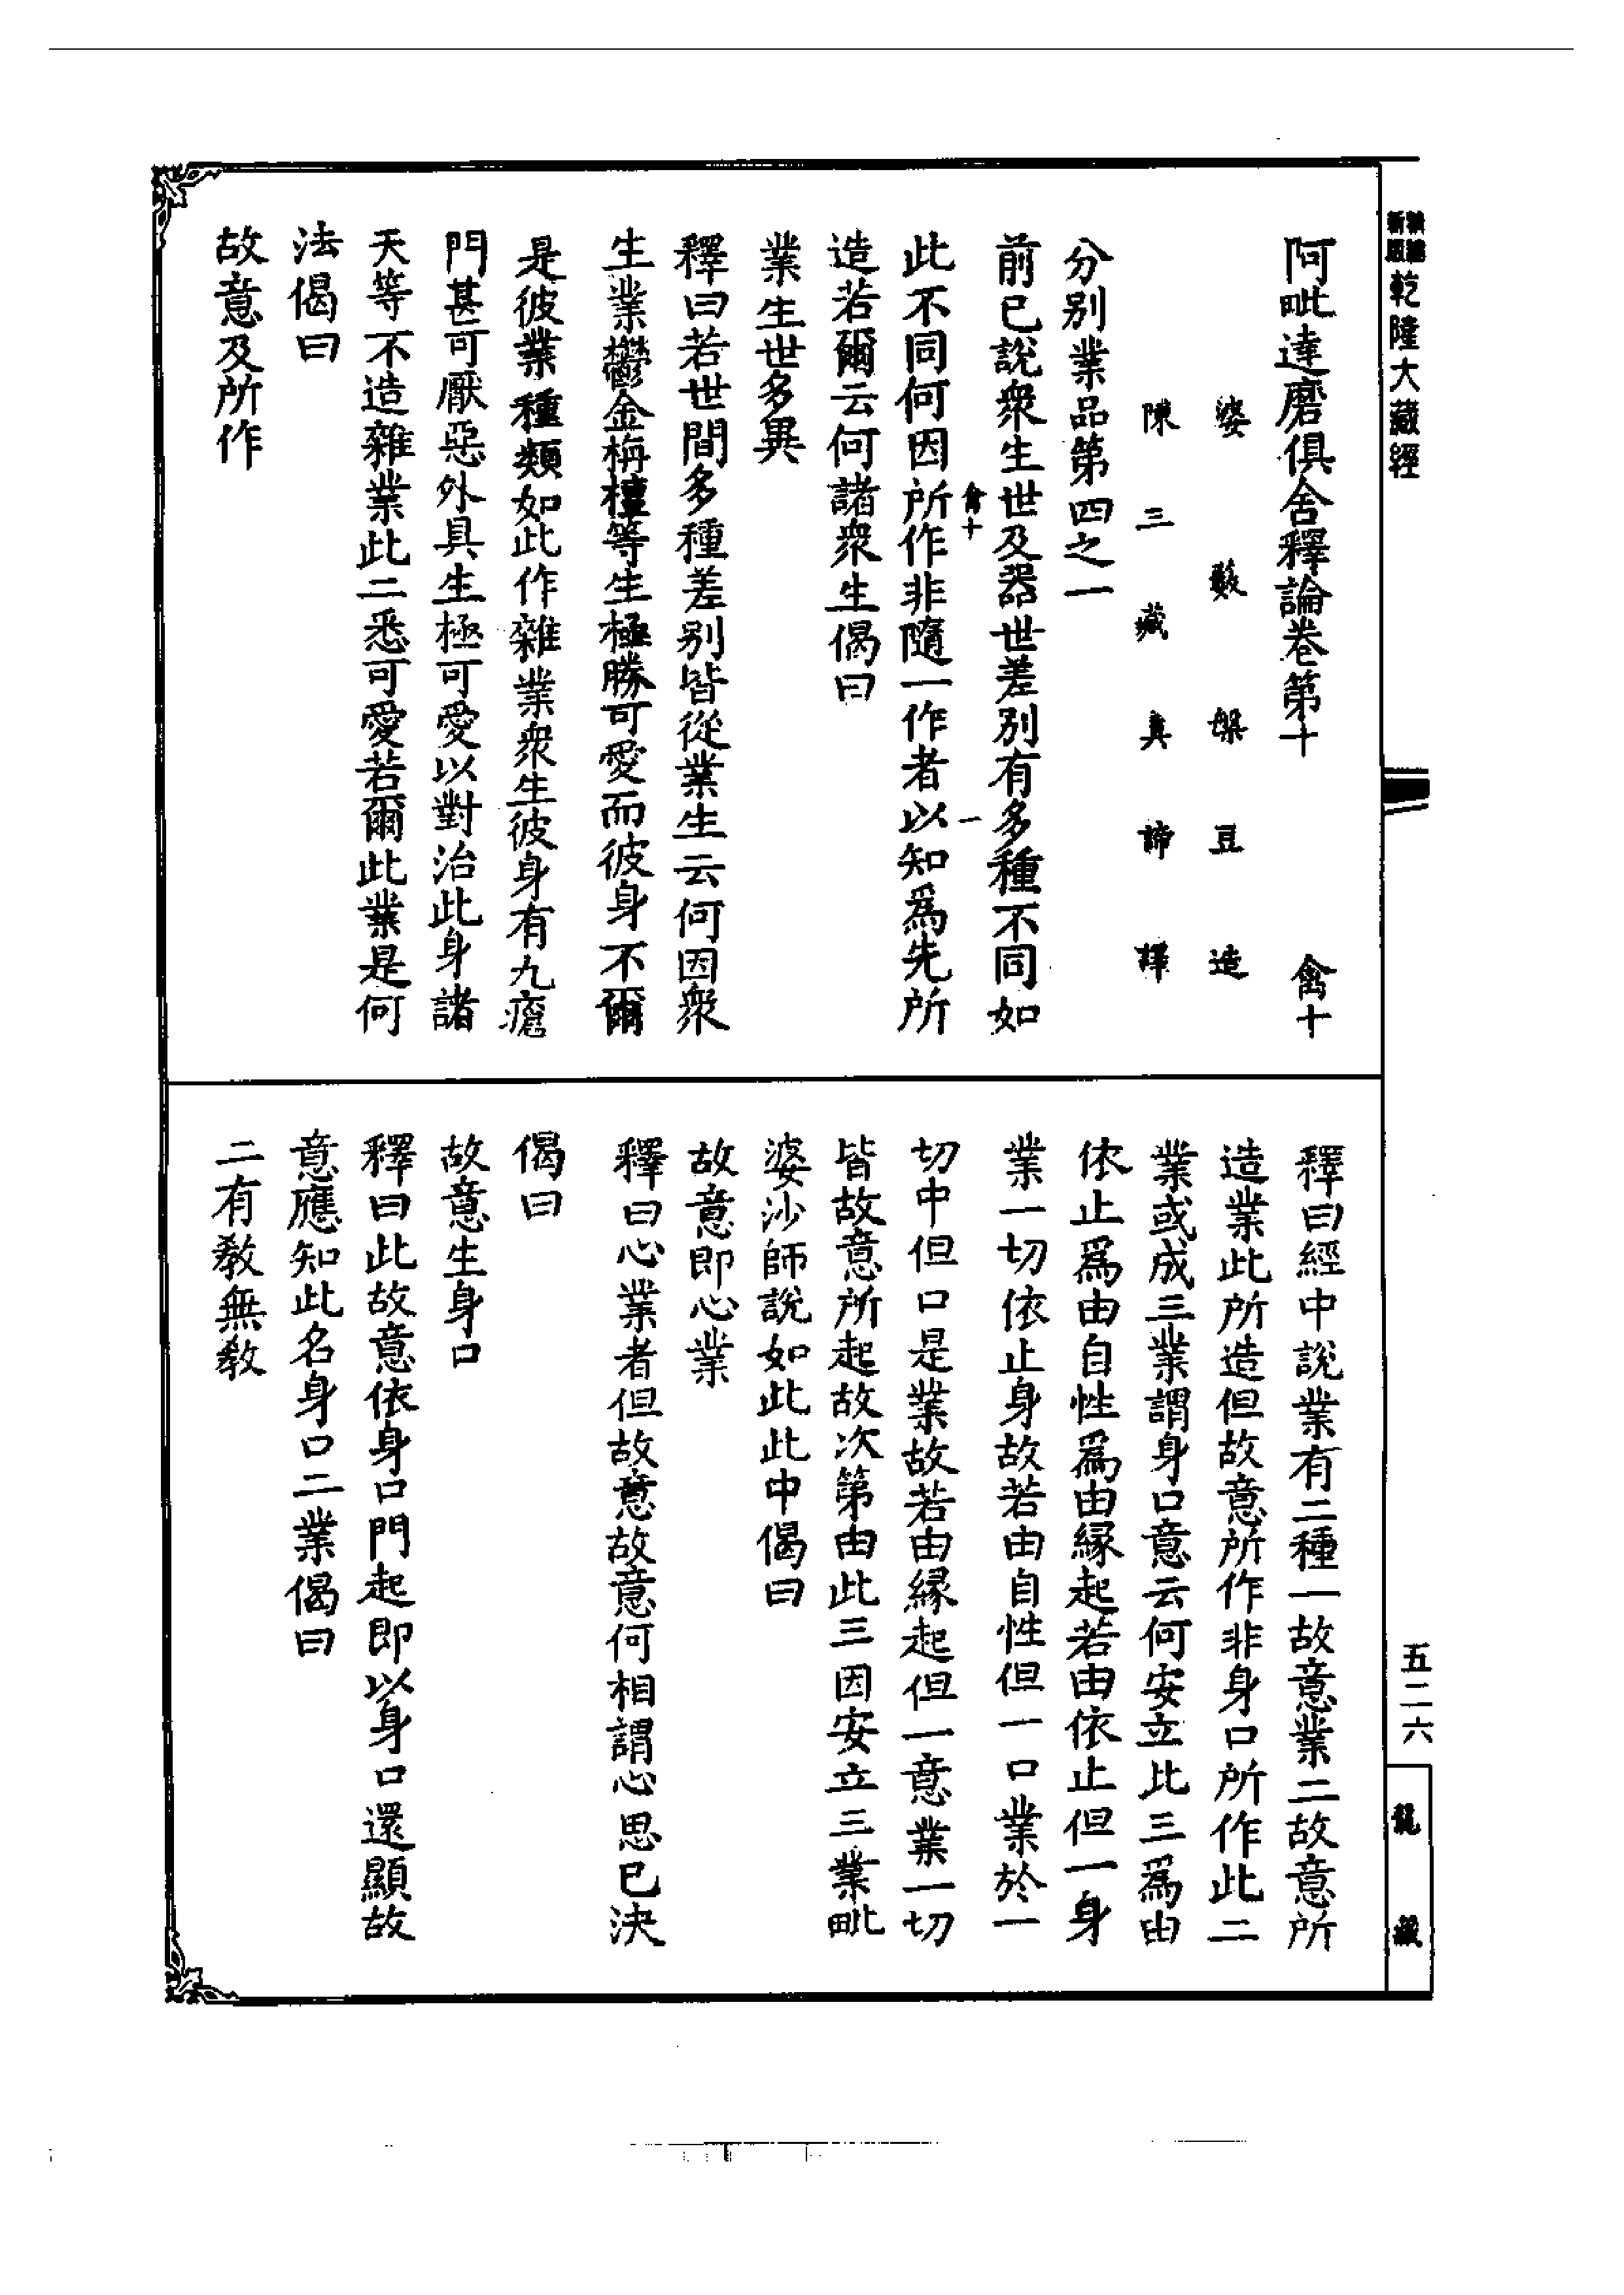 乾隆大藏經
阿毗達磨俱舍釋論卷第十 禽十
婆藪槃豆造
陳三藏真諦譯
分别業品第四之一
前已說衆生世及器世差别有多種不同如
禽十 一
此不同何因所作非隨一作者以知爲先所
造若爾云何諸衆生偈曰
業生世多異
釋曰若世間多種差别皆從業生云何因衆
生業鬱金栴檀等生極勝可愛而彼身不爾
是彼業種類如此作雜業衆生彼身有九瘡
門甚可厭惡外具生極可愛以對治此身諸
天等不造雜業此二悉可愛若爾此業是何
法偈曰
故意及所作
釋曰經中說業有二種一故意業二故意所
造業此所造但故意所作非身口所作此二
業或成三業謂身口意云何安立此三爲由
依止爲由自性爲由緣起若由依止但一身
業一切依止身故若由自性但一口業於一
切中但口是業故若由緣起但一意業一切
皆故意所起故次第由此三因安立三業毗
婆沙師說如此此中偈曰
故意即心業
釋曰心業者但故意故意何相謂心思已決
偈曰
故意生身口
釋曰此故意依身口門起即以身口還顯故
意應知此名身口二業偈曰
二有教無教
五二六
龍藏